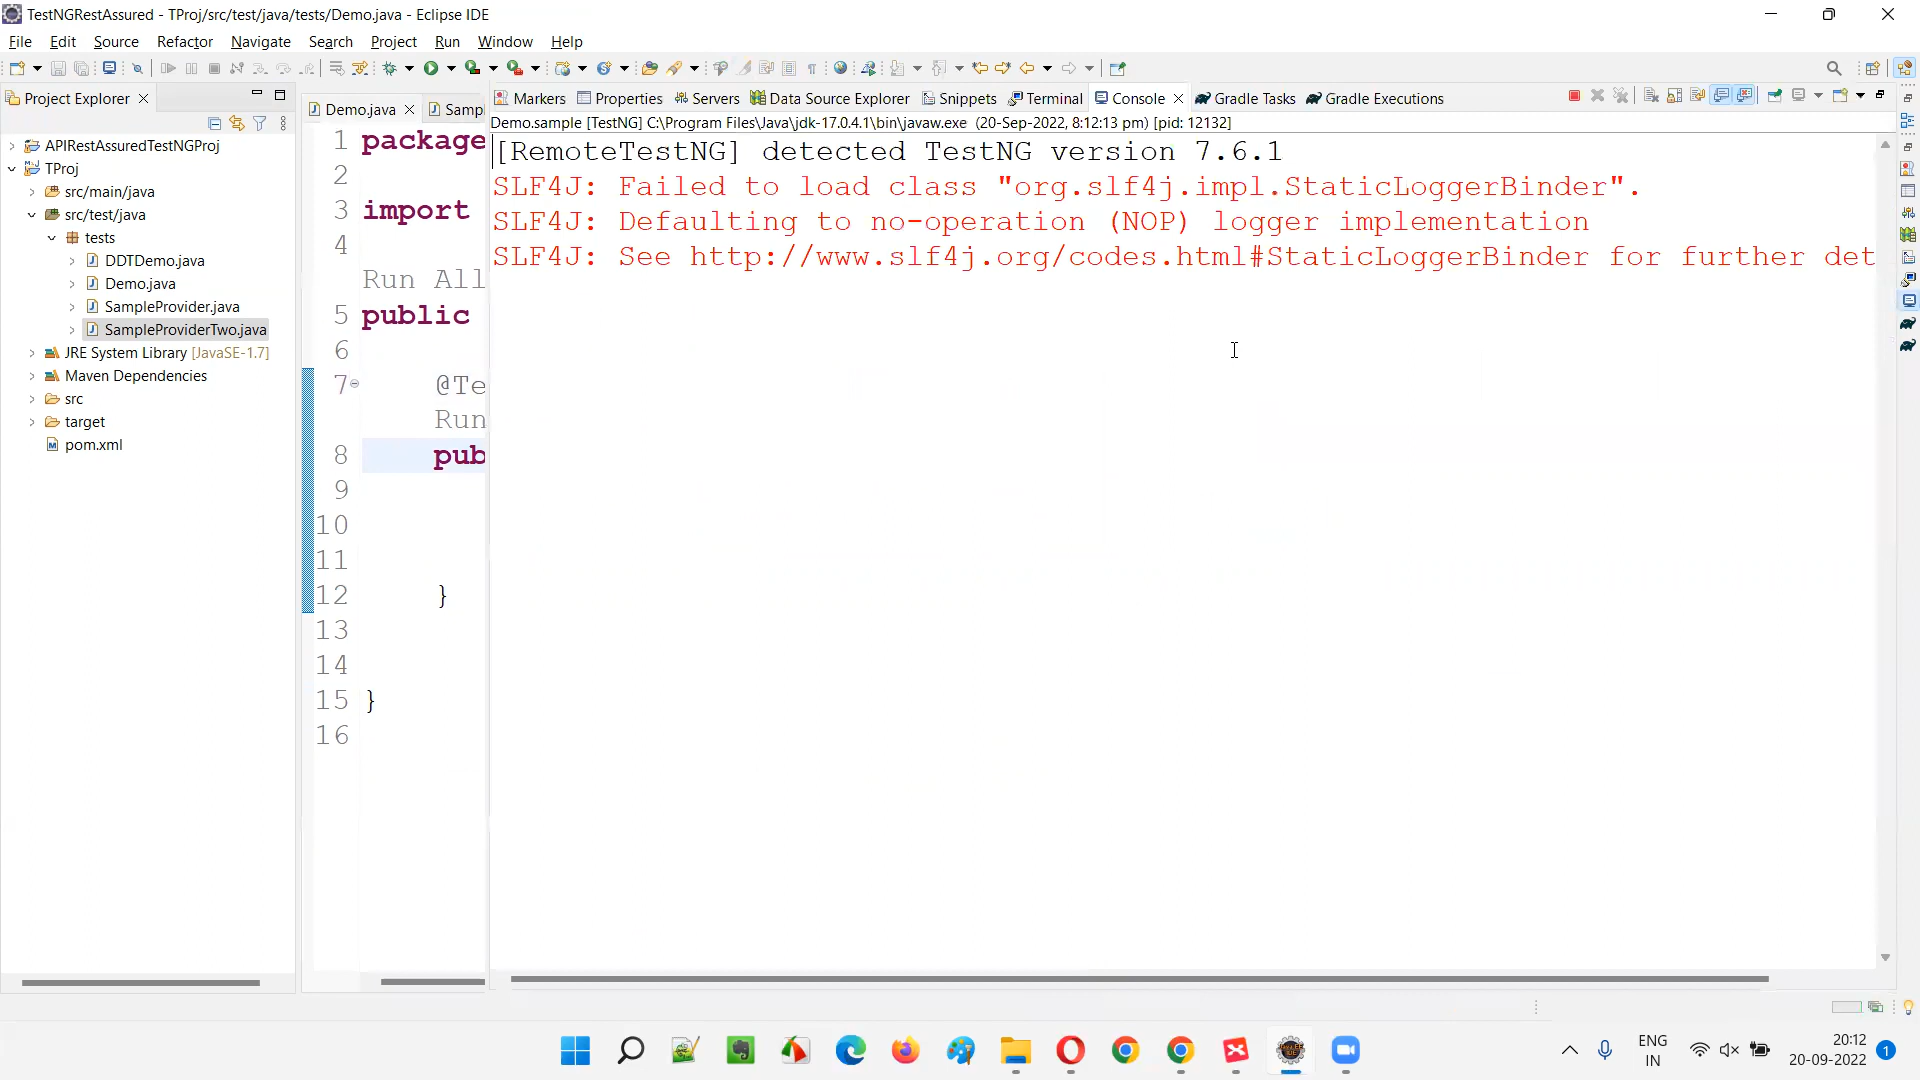 TestNGRestAssured - TProj/src/test/java/tests/Demo.java - Eclipse IDE
File Edit Source Refactor Navigate Search Project Run Window Help
Project Explorer
Demo.java
Sampl
Markers Properties Servers Data Source Explorer Snippets Terminal Console Gradle Tasks Gradle Executions
Demo.sample [TestNG] C:\Program Files\Java\jdk-17.0.4.1\bin\javaw.exe (20-Sep-2022, 8:12:13 pm) [pid: 12132]
APIRestAssuredTestNGProj
TProj
src/main/java
src/test/java
tests
DDTDemo.java
Demo.java
SampleProvider.java
SampleProviderTwo.java
JRE System Library [JavaSE-1.7]
Maven Dependencies
src
target
pom.xml
1 package
2
3 import
4
Run All
5 public
6
7 @Te
Run
8 pub
9
10
11
12 }
13
14
15 }
16
[RemoteTestNG] detected TestNG version 7.6.1
SLF4J: Failed to load class "org.slf4j.impl.StaticLoggerBinder".
SLF4J: Defaulting to no-operation (NOP) logger implementation
SLF4J: See http://www.slf4j.org/codes.html#StaticLoggerBinder for further det
ENG
IN
20:12
20-09-2022
1